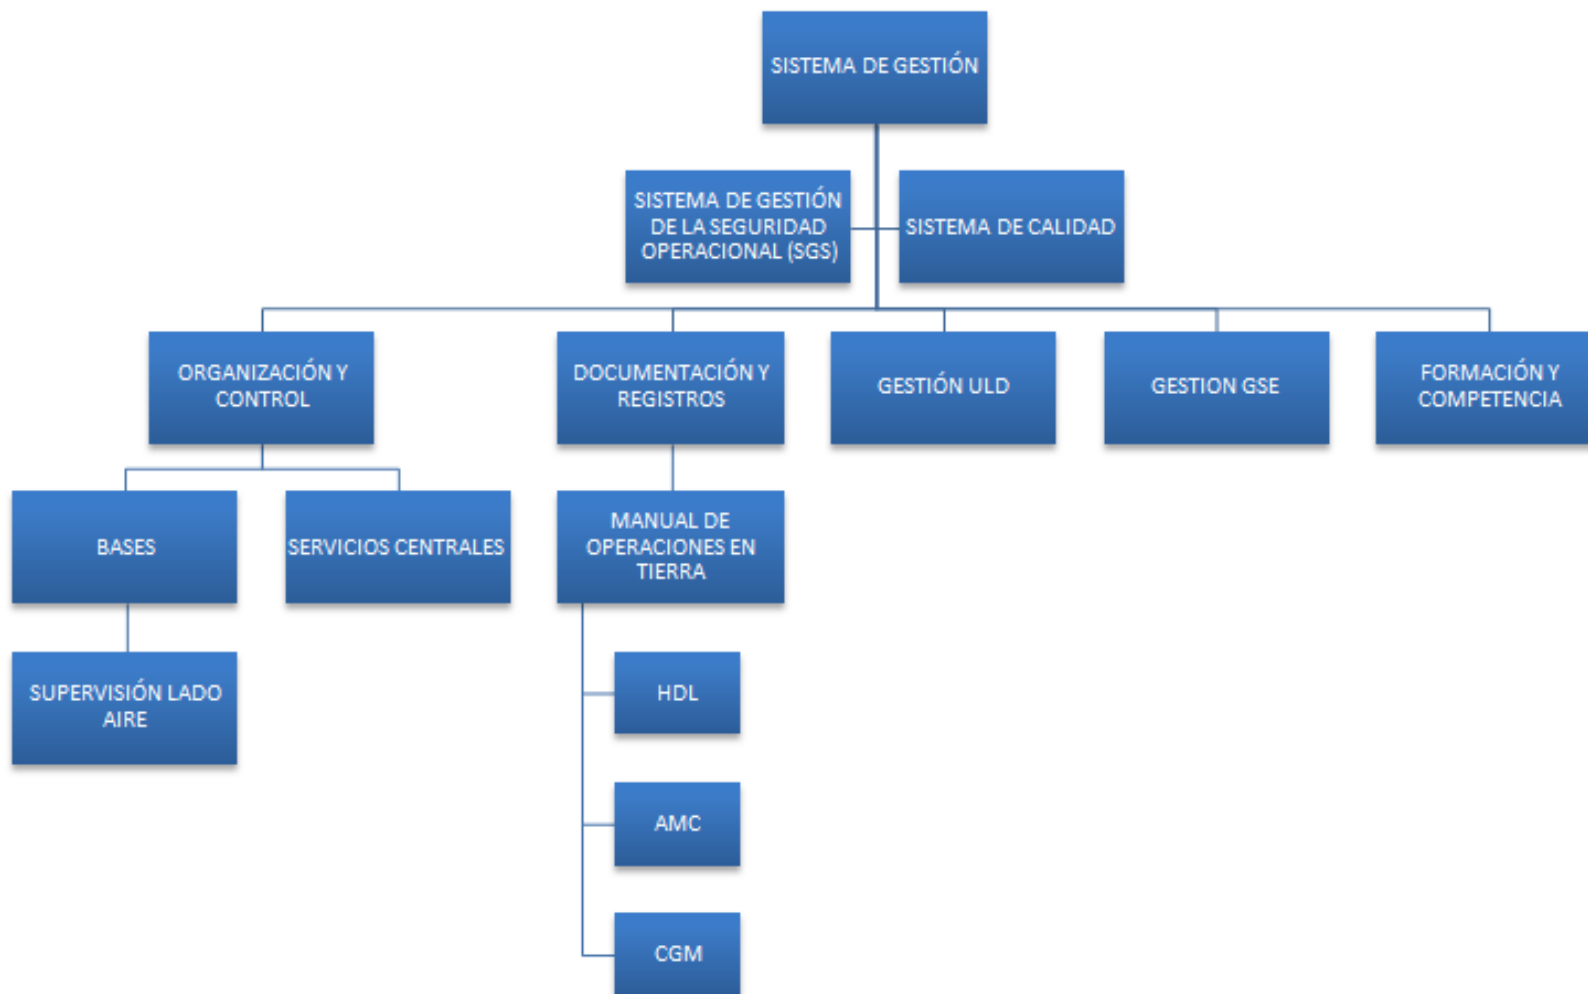 SISTEMA DE GESTIÓN
SISTEMA DE GESTIÓN
DE LA SEGURIDAD
OPERACIONAL (SGS)
SISTEMA DE CALIDAD
ORGANIZACIÓN Y
CONTROL
DOCUMENTACIÓN Y
REGISTROS
GESTIÓN ULD
GESTION GSE
FORMACIÓN Y
COMPETENCIA
BASES
SERVICIOS CENTRALES
MANUAL DE
OPERACIONES EN
TIERRA
SUPERVISIÓN LADO
AIRE
HDL
AMC
CGM